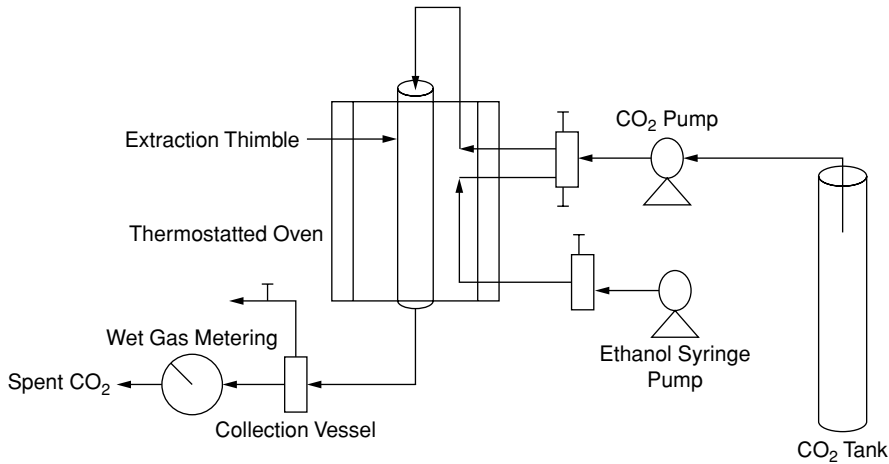 CO₂ Pump
Extraction Thimble
Thermostatted Oven
Wet Gas Metering
Ethanol Syringe
Pump
Spent CO₂
Collection Vessel
CO₂ Tank